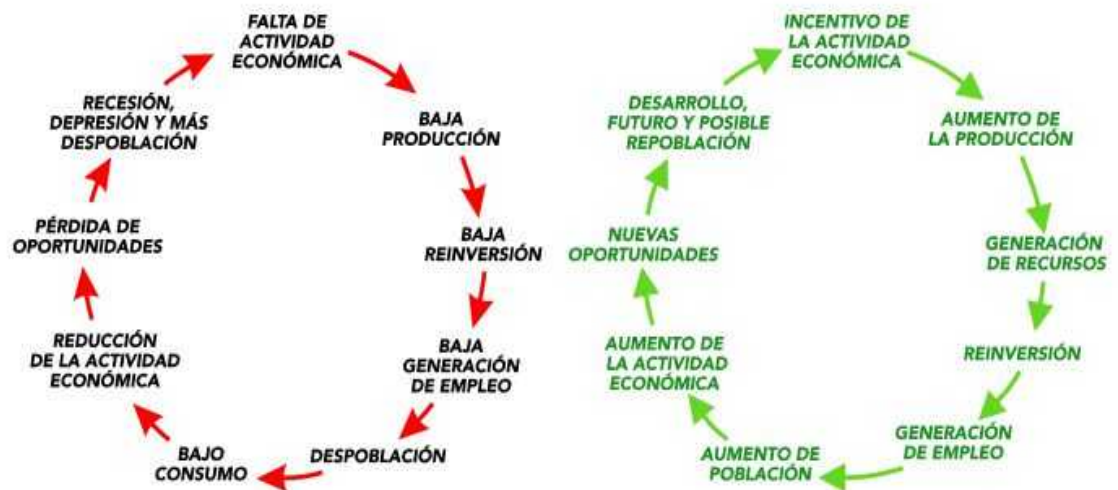 FALTA DE
ACTIVIDAD
ECONÓMICA
BAJA
PRODUCCIÓN
BAJA
REINVERSIÓN
BAJA
GENERACIÓN
DE EMPLEO
DESPOBLACIÓN
BAJO
CONSUMO
REDUCCIÓN
DE LA ACTIVIDAD
ECONÓMICA
PÉRDIDA DE
OPORTUNIDADES
RECESIÓN,
DEPRESIÓN Y MÁS
DESPOBLACIÓN
INCENTIVO DE
LA ACTIVIDAD
ECONÓMICA
AUMENTO DE
LA PRODUCCIÓN
GENERACIÓN
DE RECURSOS
REINVERSIÓN
GENERACIÓN
DE EMPLEO
AUMENTO DE
POBLACIÓN
AUMENTO DE
LA ACTIVIDAD
ECONÓMICA
NUEVAS
OPORTUNIDADES
DESARROLLO,
FUTURO Y POSIBLE
REPOBLACIÓN